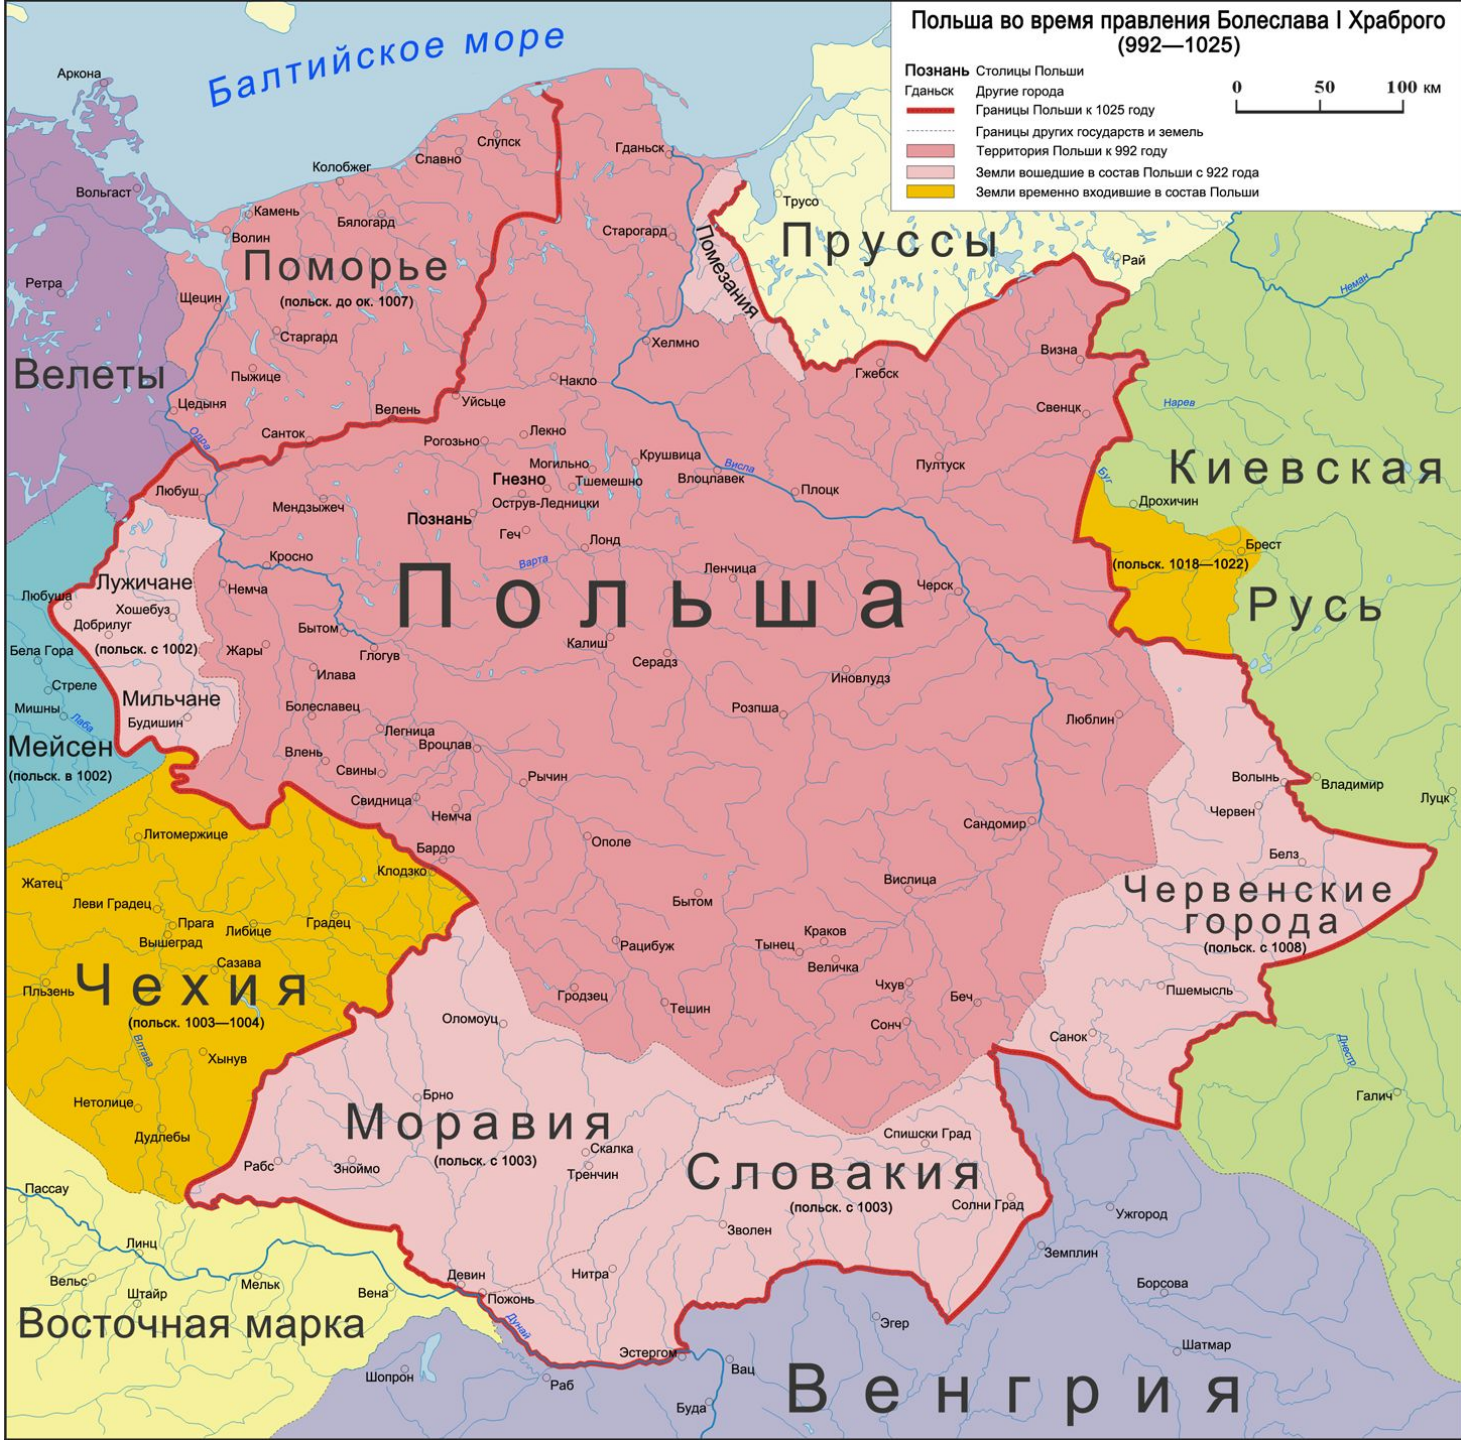 Польша во время правления Болеслава I Храброго
(992—1025)
Познань Столицы Польши
Гданьск Другие города
Границы Польши к 1025 году
Границы других государств и земель
Территория Польши к 992 году
Земли вошедшие в состав Польши с 922 года
Земли временно входившие в состав Польши
0 50 100 км
Балтийское море
Аркона
Слупск
Славно
Гданьск
Колобжег
Вольгаст
Камень
Бялогард
Трусо
Волин
Старогард
Пруссы
Поморье
(польск. до ок. 1007)
Помезания
Рай
Ретра
Неман
Щецин
Старгард
Хелмно
Визна
Велеты
Пыжице
Накло
Гжебск
Цедыня
Велень
Уйсьце
Свенцк
Нарев
Одра
Санток
Рогозьно
Лекно
Крушвица
Могильно
Висла
Пултуск
Киевская
Буг
Гнезно
Тшемешно
Влоцлавек
Любуш
Мендзыжеч
Острув-Ледницки
Плоцк
Дрохичин
Познань
Геч
Лонд
Брест
Кросно
Варта
(польск. 1018—1022)
Лужичане
Немча
Польша
Ленчица
Черск
Русь
Любуша
Хошебуз
Добрилуг
Бытом
(польск. с 1002)
Бела Гора
Жары
Глогув
Калиш
Серадз
Илава
Иновлудз
Стреле
Мильчане
Мишны
Лаба
Будишин
Болеславец
Розпша
Люблин
Легница
Мейсен
(польск. в 1002)
Влень
Вроцлав
Свины
Рычин
Волынь
Владимир
Луцк
Свидница
Немча
Червен
Сандомир
Литомержице
Ополе
Бардо
Белз
Жатец
Клодзко
Вислица
Червенские
города
(польск. с 1008)
Леви Градец
Бытом
Прага
Либице
Градец
Вышеград
Рацибуж
Краков
Тынец
Величка
Сазава
Чехия
(польск. 1003—1004)
Пльзень
Гродзец
Тешин
Чхув
Беч
Пшемысль
Оломоуц
Сонч
Санок
Влтава
Хынув
Днестр
Нетолице
Брно
Галич
Дудлебы
Моравия
(польск. с 1003)
Спишски Град
Рабс
Зноймо
Скалка
Тренчин
Словакия
(польск. с 1003)
Солни Град
Пассау
Ужгород
Зволен
Линц
Земплин
Вельс
Мельк
Девин
Нитра
Борсова
Штайр
Вена
Пожонь
Восточная марка
Дунай
Эгер
Шатмар
Эстергом
Вац
Шопрон
Раб
Венгрия
Буда